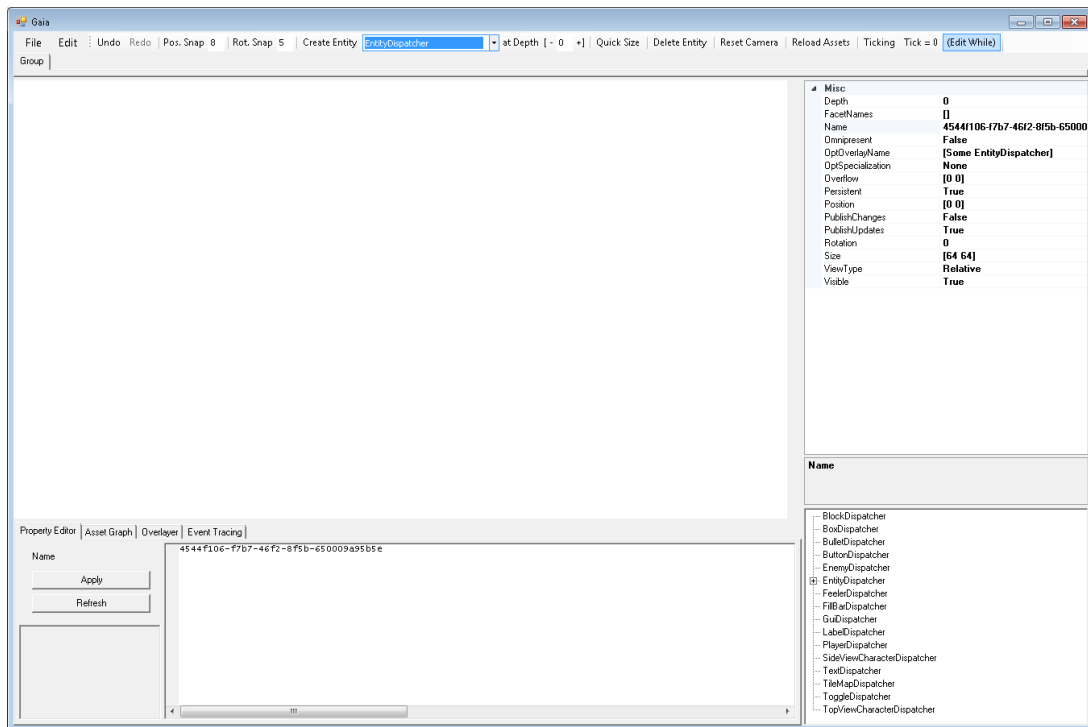 Gaia
File Edit Undo Redo Pos. Snap 8 Rot. Snap 5 Create Entity EntityDispatcher at Depth [ - 0 +] Quick Size Delete Entity Reset Camera Reload Assets Ticking Tick = 0 (Edit While)
Group
Misc
Depth 0
FacetNames []
Name 4544f106-f7b7-46f2-8f5b-65000
Omnipresent False
OptOverlayName [Some EntityDispatcher]
OptSpecialization None
Overflow [0 0]
Persistent True
Position [0 0]
PublishChanges False
PublishUpdates True
Rotation 0
Size [64 64]
ViewType Relative
Visible True
Name
Property Editor Asset Graph Overlayer Event Tracing
Name
Apply
Refresh
4544f106-f7b7-46f2-8f5b-650009a95b5e
BlockDispatcher
BoxDispatcher
BulletDispatcher
ButtonDispatcher
EnemyDispatcher
EntityDispatcher
FeelerDispatcher
FillBarDispatcher
GuiDispatcher
LabelDispatcher
PlayerDispatcher
SideViewCharacterDispatcher
TextDispatcher
TileMapDispatcher
ToggleDispatcher
TopViewCharacterDispatcher